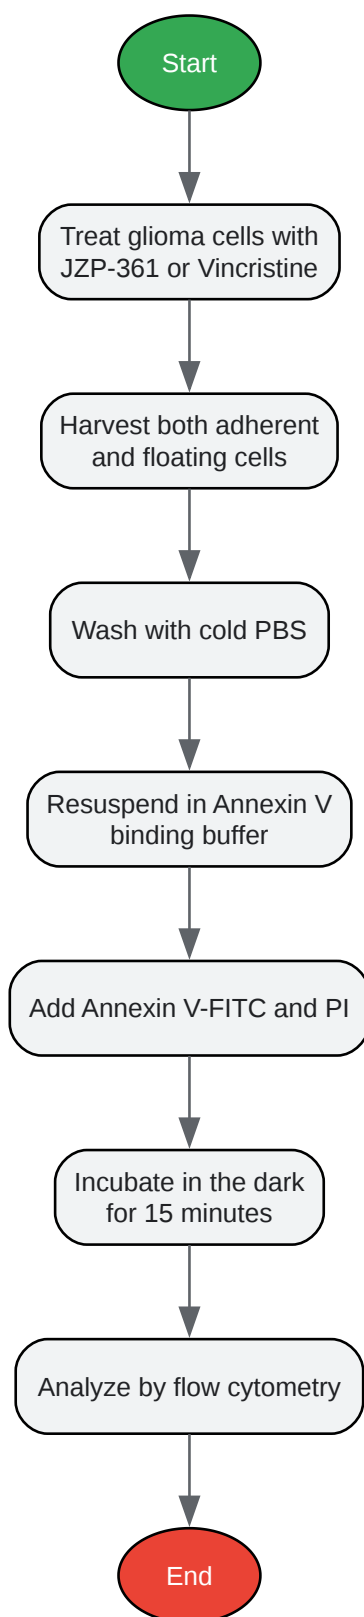 Start
Treat glioma cells with
JZP-361 or Vincristine
Harvest both adherent
and floating cells
Wash with cold PBS
Resuspend in Annexin V
binding buffer
Add Annexin V-FITC and PI
Incubate in the dark
for 15 minutes
Analyze by flow cytometry
End